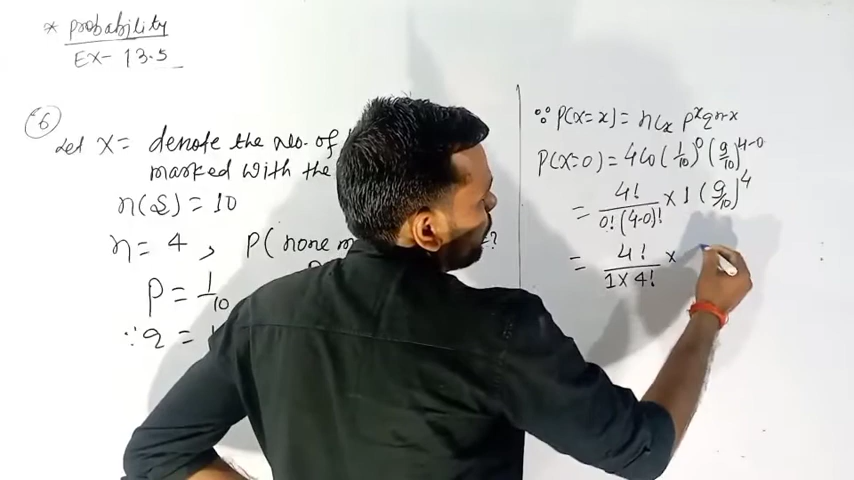 * probability
EX- 13.5
6
Let X = denote the no. of
marked with the
n(S) = 10
n = 4 , P( none =?
P = 1/10
∵ q =
∵ P(X=x) = nCx p^x q^n-x
P(X=0) = 4C0 (1/10)^0 (9/10)^4-0
= 4!/0!(4-0)! × 1 (9/10)^4
= 4!/1×4! ×